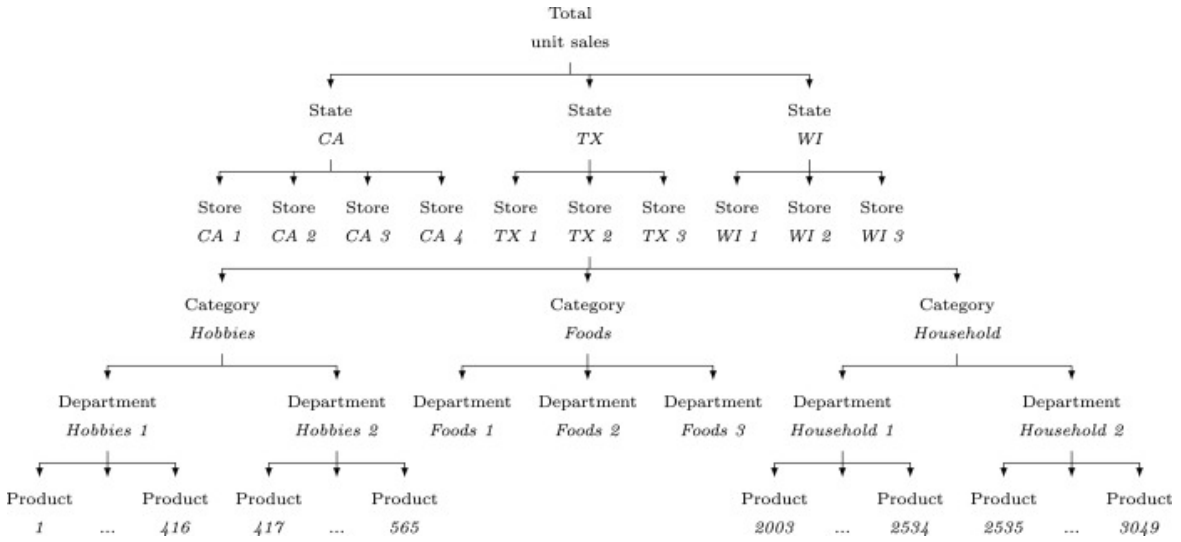 Total
unit sales
State State State
CA TX WI
Store Store Store Store Store Store Store Store Store Store
CA 1 CA 2 CA 3 CA 4 TX 1 TX 2 TX 3 WI 1 WI 2 WI 3
Category Category Category
Hobbies Foods Household
Department Department Department Department Department Department Department
Hobbies 1 Hobbies 2 Foods 1 Foods 2 Foods 3 Household 1 Household 2
Product Product Product Product Product Product Product Product
1 ... 416 417 ... 565 2003 ... 2534 2535 ... 3049